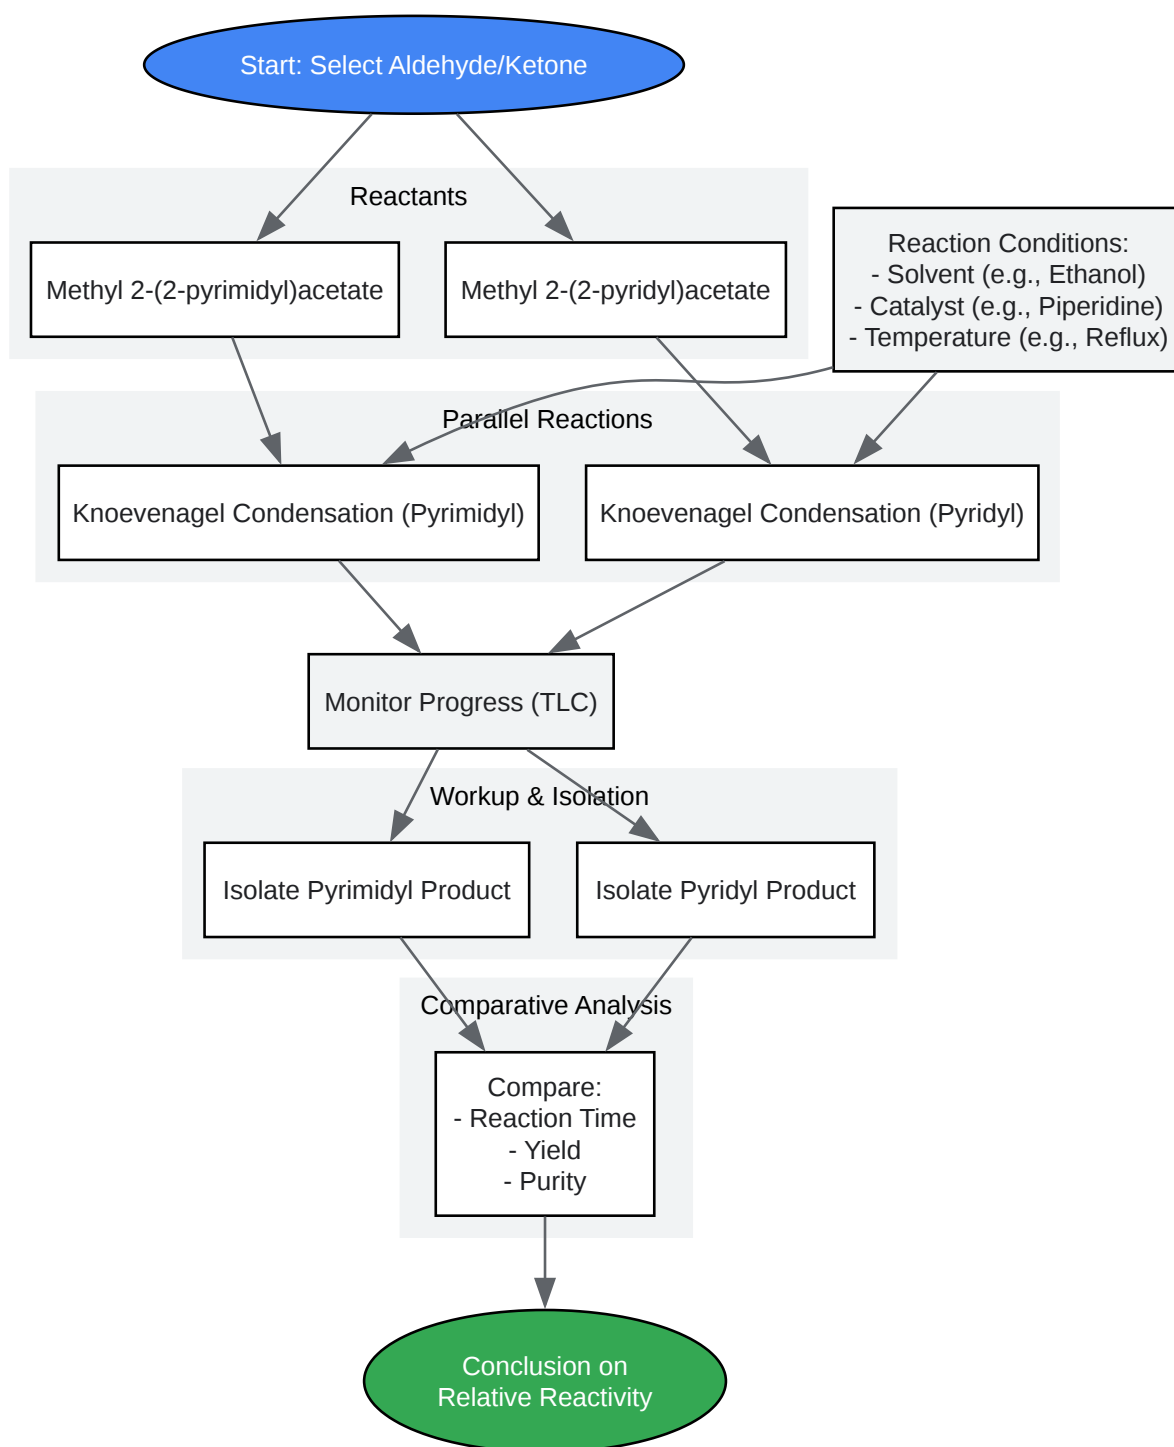 Start: Select Aldehyde/Ketone
Reactants
Methyl 2-(2-pyrimidyl)acetate
Methyl 2-(2-pyridyl)acetate
Reaction Conditions:
- Solvent (e.g., Ethanol)
- Catalyst (e.g., Piperidine)
- Temperature (e.g., Reflux)
Parallel Reactions
Knoevenagel Condensation (Pyrimidyl)
Knoevenagel Condensation (Pyridyl)
Monitor Progress (TLC)
Workup & Isolation
Isolate Pyrimidyl Product
Isolate Pyridyl Product
Comparative Analysis
Compare:
- Reaction Time
- Yield
- Purity
Conclusion on
Relative Reactivity